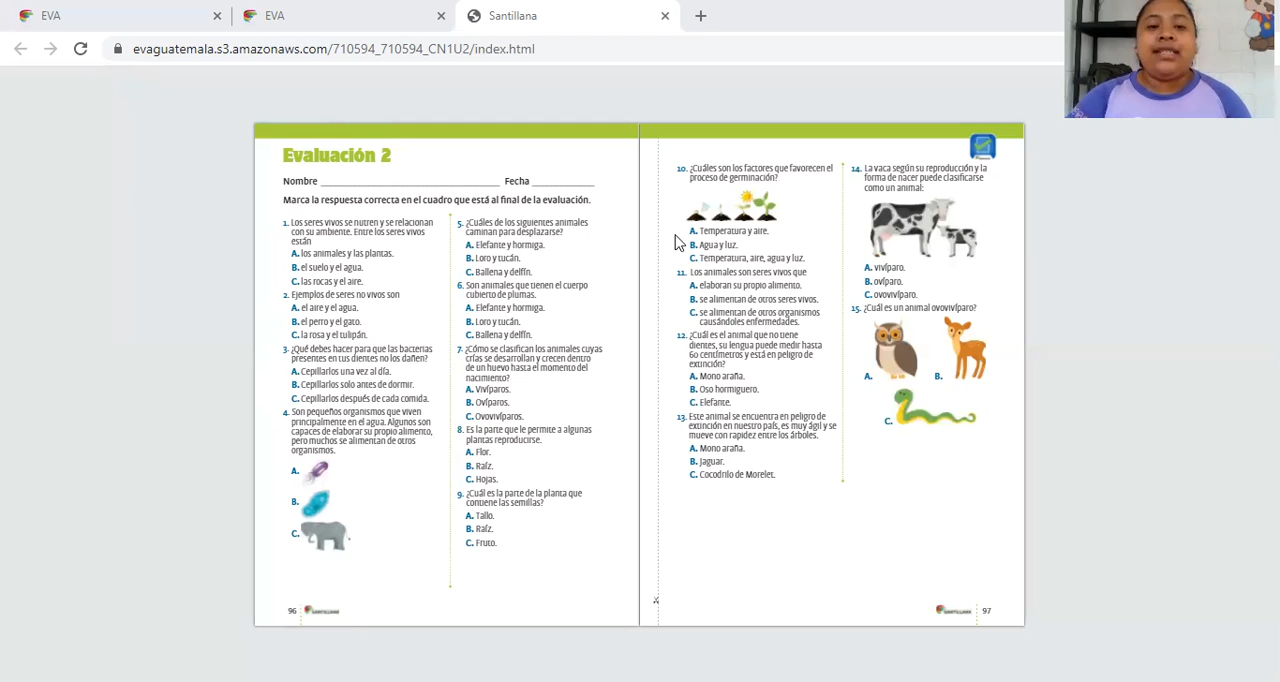 EVA
EVA
Santillana
evaguatemala.s3.amazonaws.com/710594_710594_CN1U2/index.html
Evaluación 2
Nombre Fecha
Marca la respuesta correcta en el cuadro que está al final de la evaluación.
1. Los seres vivos se nutren y se relacionan
con su ambiente. Entre los seres vivos
están
A. los animales y las plantas.
B. el suelo y el agua.
C. las rocas y el aire.
2. Ejemplos de seres no vivos son
A. el aire y el agua.
B. el perro y el gato.
C. la rosa y el tulipán.
3. ¿Qué debes hacer para que las bacterias
presentes en tus dientes no los dañen?
A. Cepillarlos una vez al día.
B. Cepillarlos solo antes de dormir.
C. Cepillarlos después de cada comida.
4. Son pequeños organismos que viven
principalmente en el agua. Algunos son
capaces de elaborar su propio alimento,
pero muchos se alimentan de otros
organismos.
A.
B.
C.
5. ¿Cuáles de los siguientes animales
caminan para desplazarse?
A. Elefante y hormiga.
B. Loro y tucán.
C. Ballena y delfín.
6. Son animales que tienen el cuerpo
cubierto de plumas.
A. Elefante y hormiga.
B. Loro y tucán.
C. Ballena y delfín.
7. ¿Cómo se clasifican los animales cuyas
crías se desarrollan y crecen dentro
de un huevo hasta el momento del
nacimiento?
A. Vivíparos.
B. Ovíparos.
C. Ovovivíparos.
8. Es la parte que le permite a algunas
plantas reproducirse.
A. Flor.
B. Raíz.
C. Hojas.
9. ¿Cuál es la parte de la planta que
contiene las semillas?
A. Tallo.
B. Raíz.
C. Fruto.
96 SANTILLANA
10. ¿Cuáles son los factores que favorecen el
proceso de germinación?
A. Temperatura y aire.
B. Agua y luz.
C. Temperatura, aire, agua y luz.
11. Los animales son seres vivos que
A. elaboran su propio alimento.
B. se alimentan de otros seres vivos.
C. se alimentan de otros organismos
causándoles enfermedades.
12. ¿Cuál es el animal que no tiene
dientes, su lengua puede medir hasta
60 centímetros y está en peligro de
extinción?
A. Mono araña.
B. Oso hormiguero.
C. Elefante.
13. Este animal se encuentra en peligro de
extinción en nuestro país, es muy ágil y se
mueve con rapidez entre los árboles.
A. Mono araña.
B. Jaguar.
C. Cocodrilo de Morelet.
14. La vaca según su reproducción y la
forma de nacer puede clasificarse
como un animal:
A. vivíparo.
B. ovíparo.
C. ovovivíparo.
15. ¿Cuál es un animal ovovivíparo?
A.
B.
C.
SANTILLANA 97